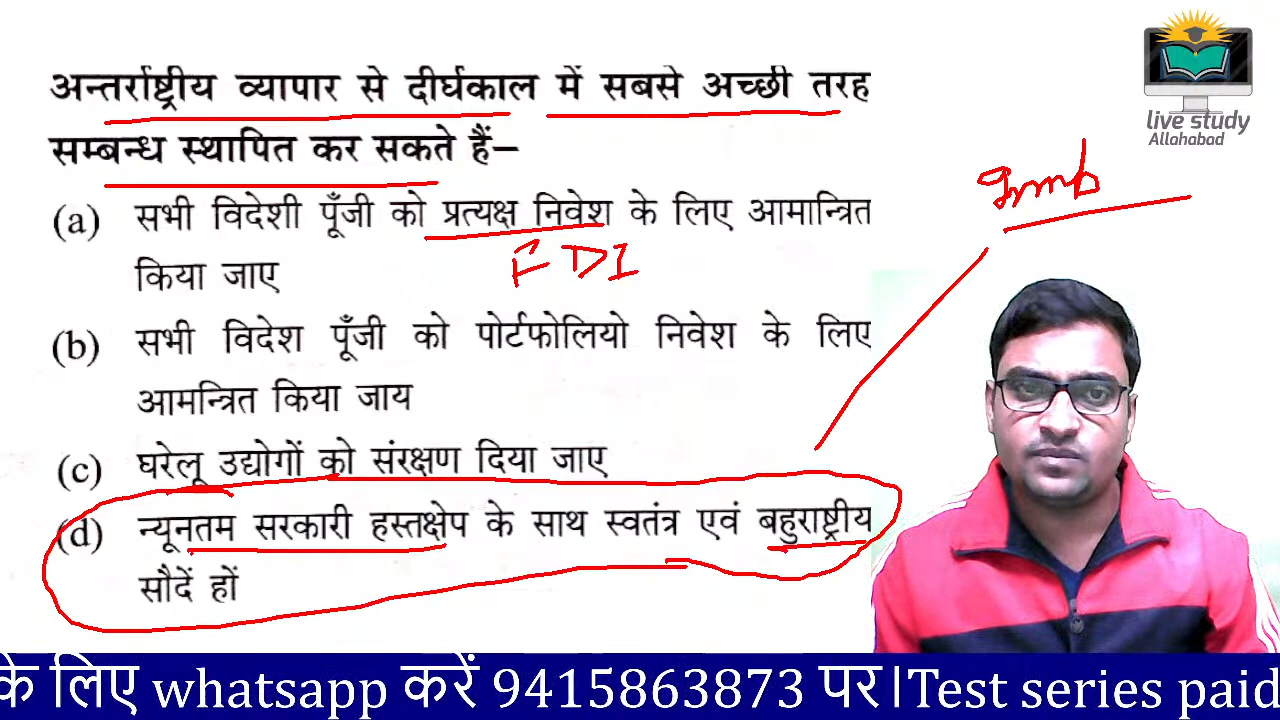 live study
Allahabad
अन्तर्राष्ट्रीय व्यापार से दीर्घकाल में सबसे अच्छी तरह
सम्बन्ध स्थापित कर सकते हैं–
(a) सभी विदेशी पूँजी को प्रत्यक्ष निवेश के लिए आमान्त्रित
किया जाए
FDI
(b) सभी विदेश पूँजी को पोर्टफोलियो निवेश के लिए
आमन्त्रित किया जाय
(c) घरेलू उद्योगों को संरक्षण दिया जाए
(d) न्यूनतम सरकारी हस्तक्षेप के साथ स्वतंत्र एवं बहुराष्ट्रीय
सौदें हों
के लिए whatsapp करें 9415863873 पर।Test series paid